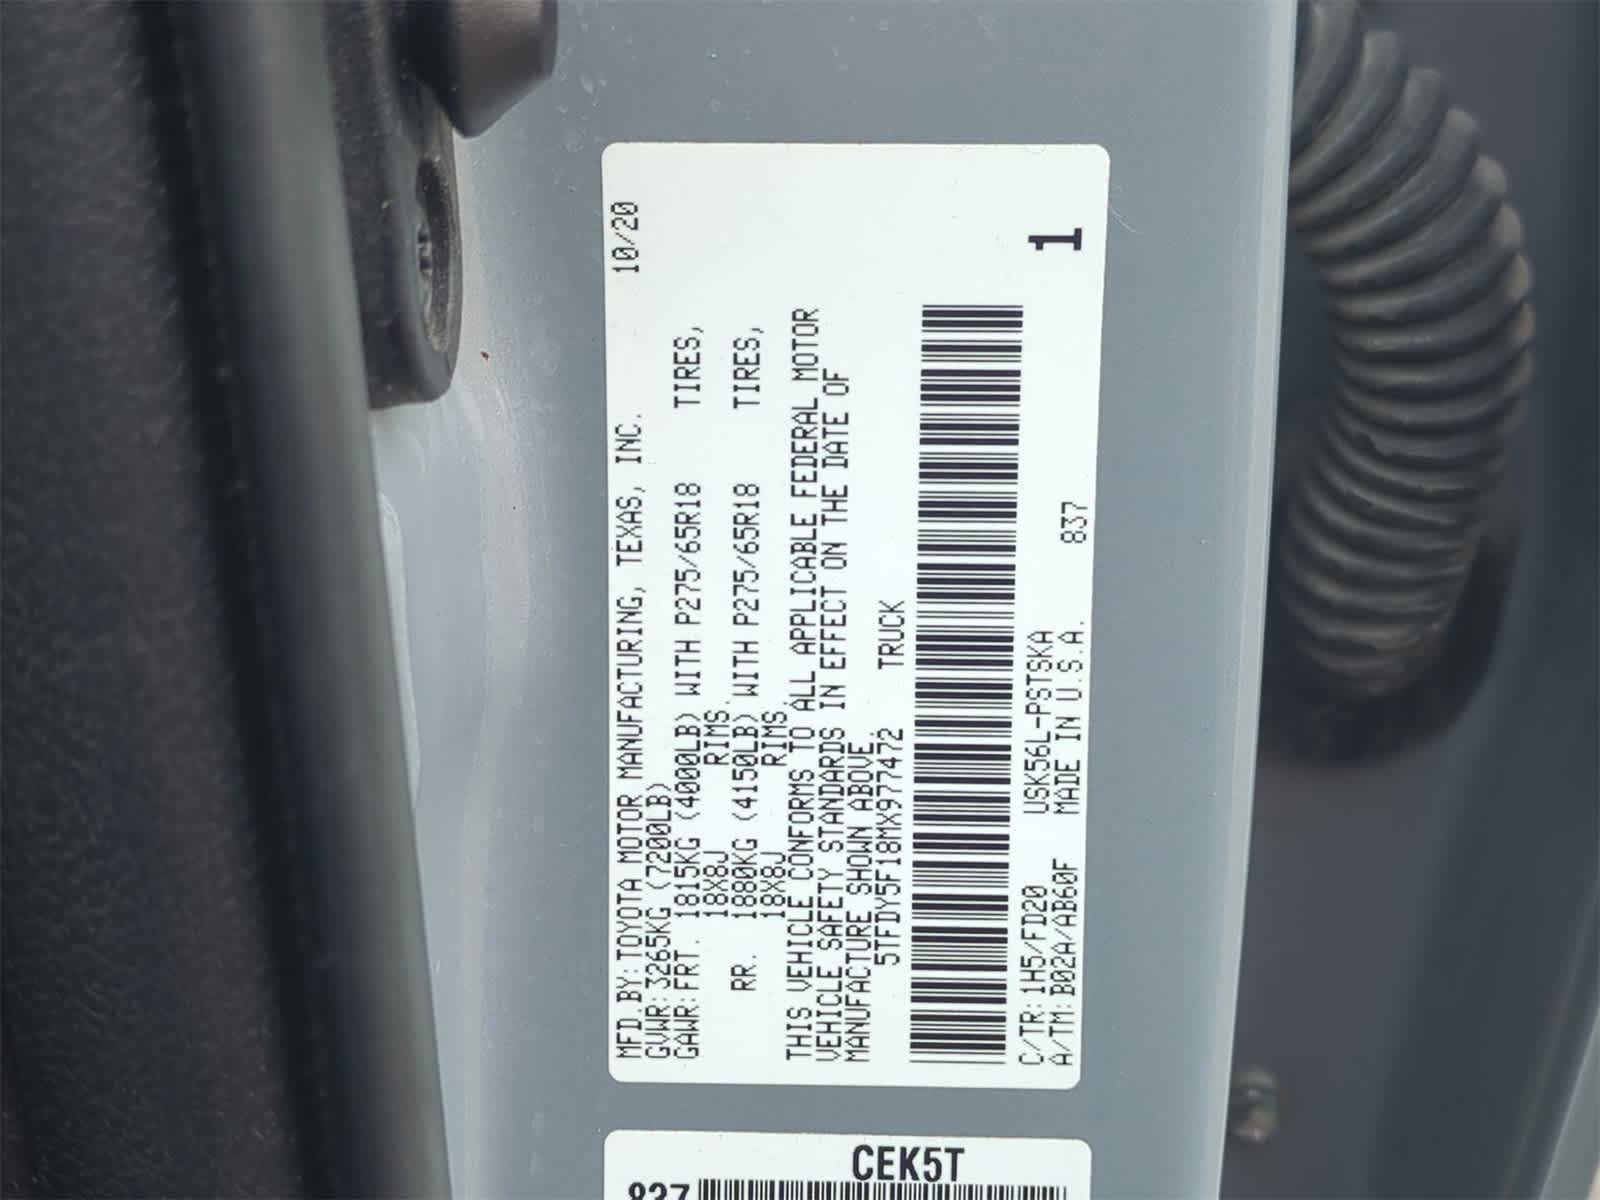 MFD.BY:TOYOTA MOTOR MANUFACTURING, TEXAS, INC. 10/20
GVWR:3265KG (7200LB)
GAWR:FRT. 1815KG (4000LB) WITH P275/65R18 TIRES,
18X8J RIMS,
RR. 1880KG (4150LB) WITH P275/65R18 TIRES,
18X8J RIMS.
THIS VEHICLE CONFORMS TO ALL APPLICABLE FEDERAL MOTOR
VEHICLE SAFETY STANDARDS IN EFFECT ON THE DATE OF
MANUFACTURE SHOWN ABOVE.
5TFDY5F18MX977472 TRUCK
C/TR:1H5/FD20 USK56L-PSTSKA 1
A/TM:B02A/AB60F MADE IN U.S.A. 837
CEK5T
837